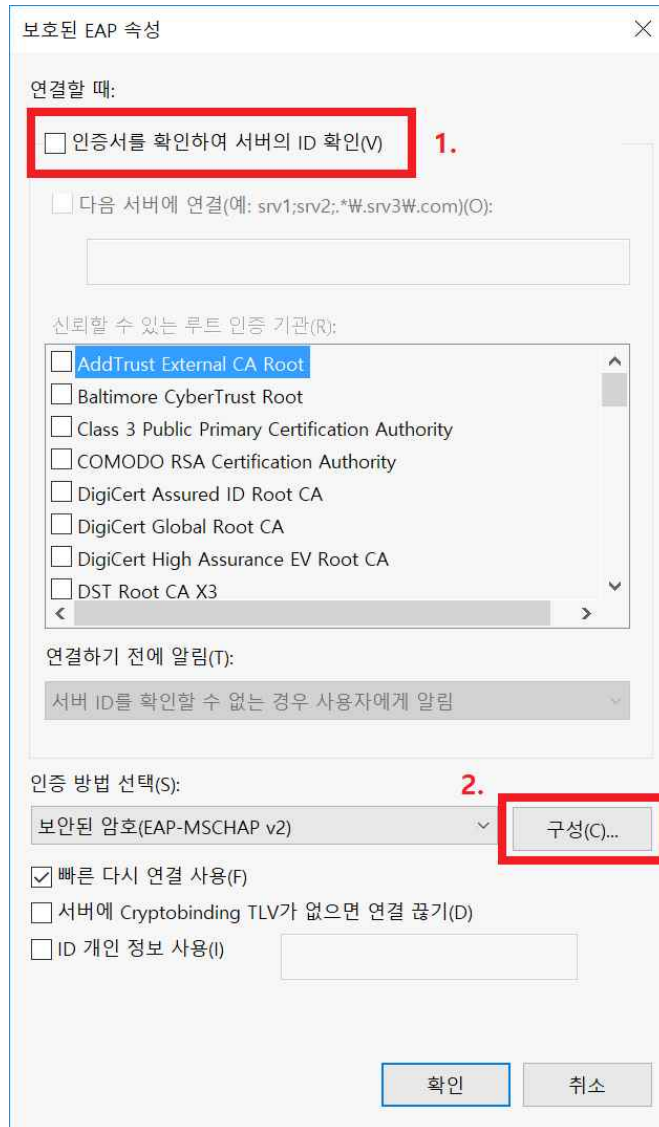 보호된 EAP 속성
연결할 때:
인증서를 확인하여 서버의 ID 확인(V)
1.
다음 서버에 연결(예: srv1;srv2;.*₩.srv3₩.com)(O):
신뢰할 수 있는 루트 인증 기관(R):
AddTrust External CA Root
Baltimore CyberTrust Root
Class 3 Public Primary Certification Authority
COMODO RSA Certification Authority
DigiCert Assured ID Root CA
DigiCert Global Root CA
DigiCert High Assurance EV Root CA
DST Root CA X3
연결하기 전에 알림(T):
서버 ID를 확인할 수 없는 경우 사용자에게 알림
인증 방법 선택(S):
2.
보안된 암호(EAP-MSCHAP v2)
구성(C)...
빠른 다시 연결 사용(F)
서버에 Cryptobinding TLV가 없으면 연결 끊기(D)
ID 개인 정보 사용(I)
확인
취소